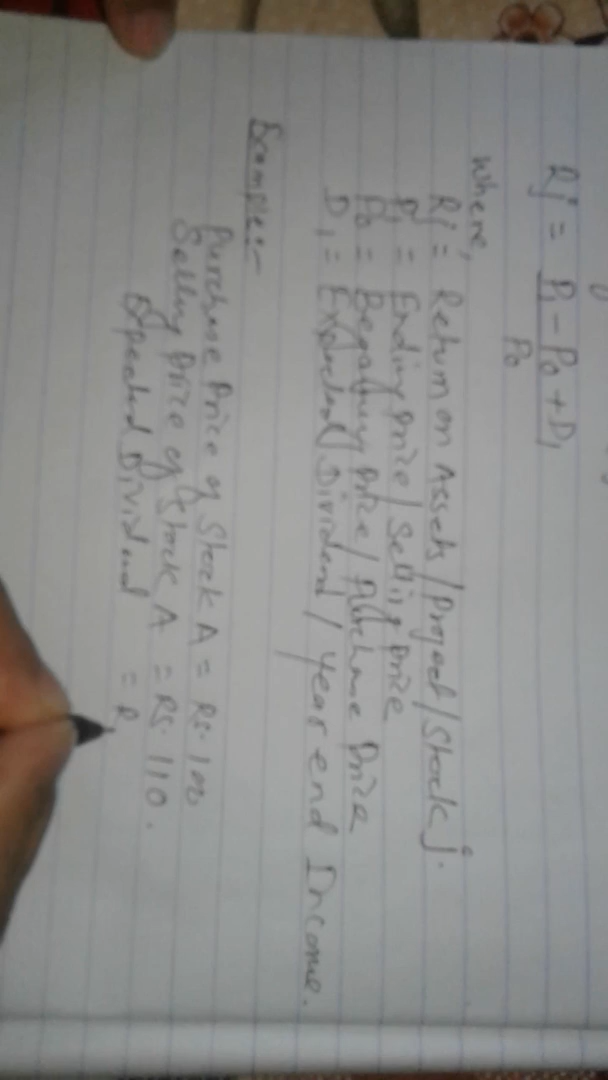 Rj = P1 - P0 + D1
P0
Where,
Rj = Return on Assets / Project / Stock j.
P1 = Ending Price / Selling Price
P0 = Beginning Price / Purchase Price
D1 = Expected Dividend / Year end Income.
Example:-
Purchase Price of Stock A = Rs. 100
Selling Price of Stock A = Rs. 110.
Expected Dividend = R